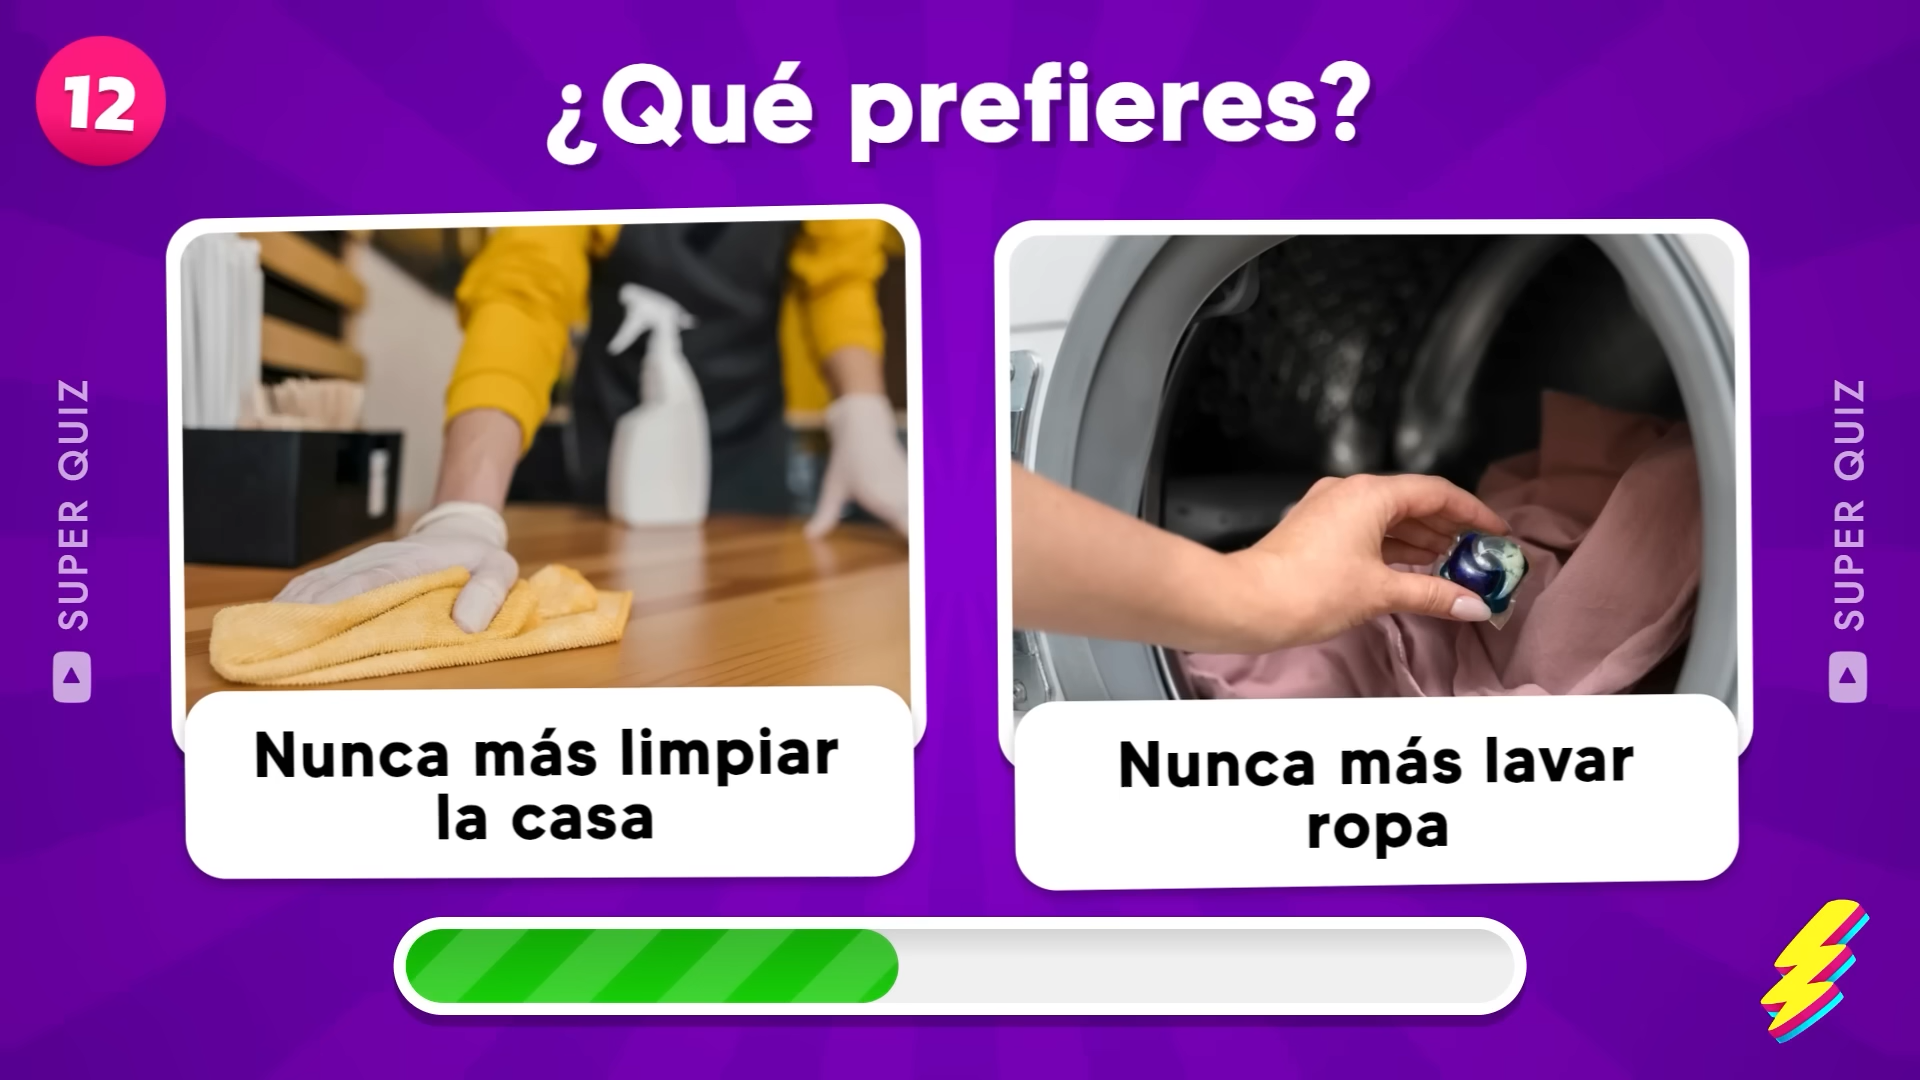 12
¿Qué prefieres?
SUPER QUIZ
Nunca más limpiar
la casa
Nunca más lavar
ropa
SUPER QUIZ